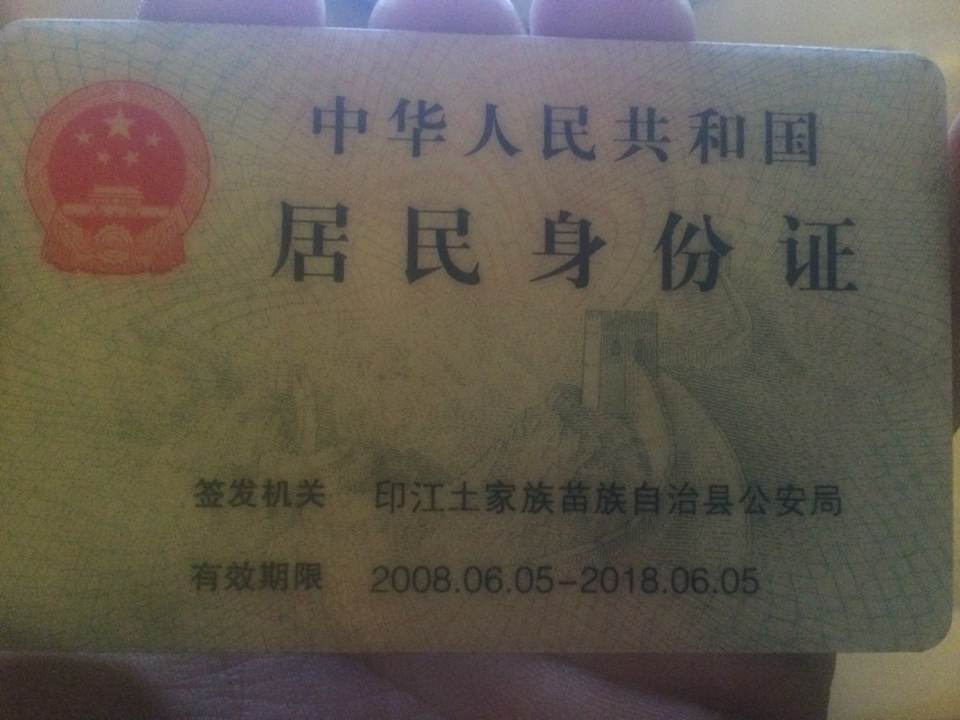 中华人民共和国
居民身份证
签发机关 印江土家族苗族自治县公安局
有效期限 2008.06.05-2018.06.05